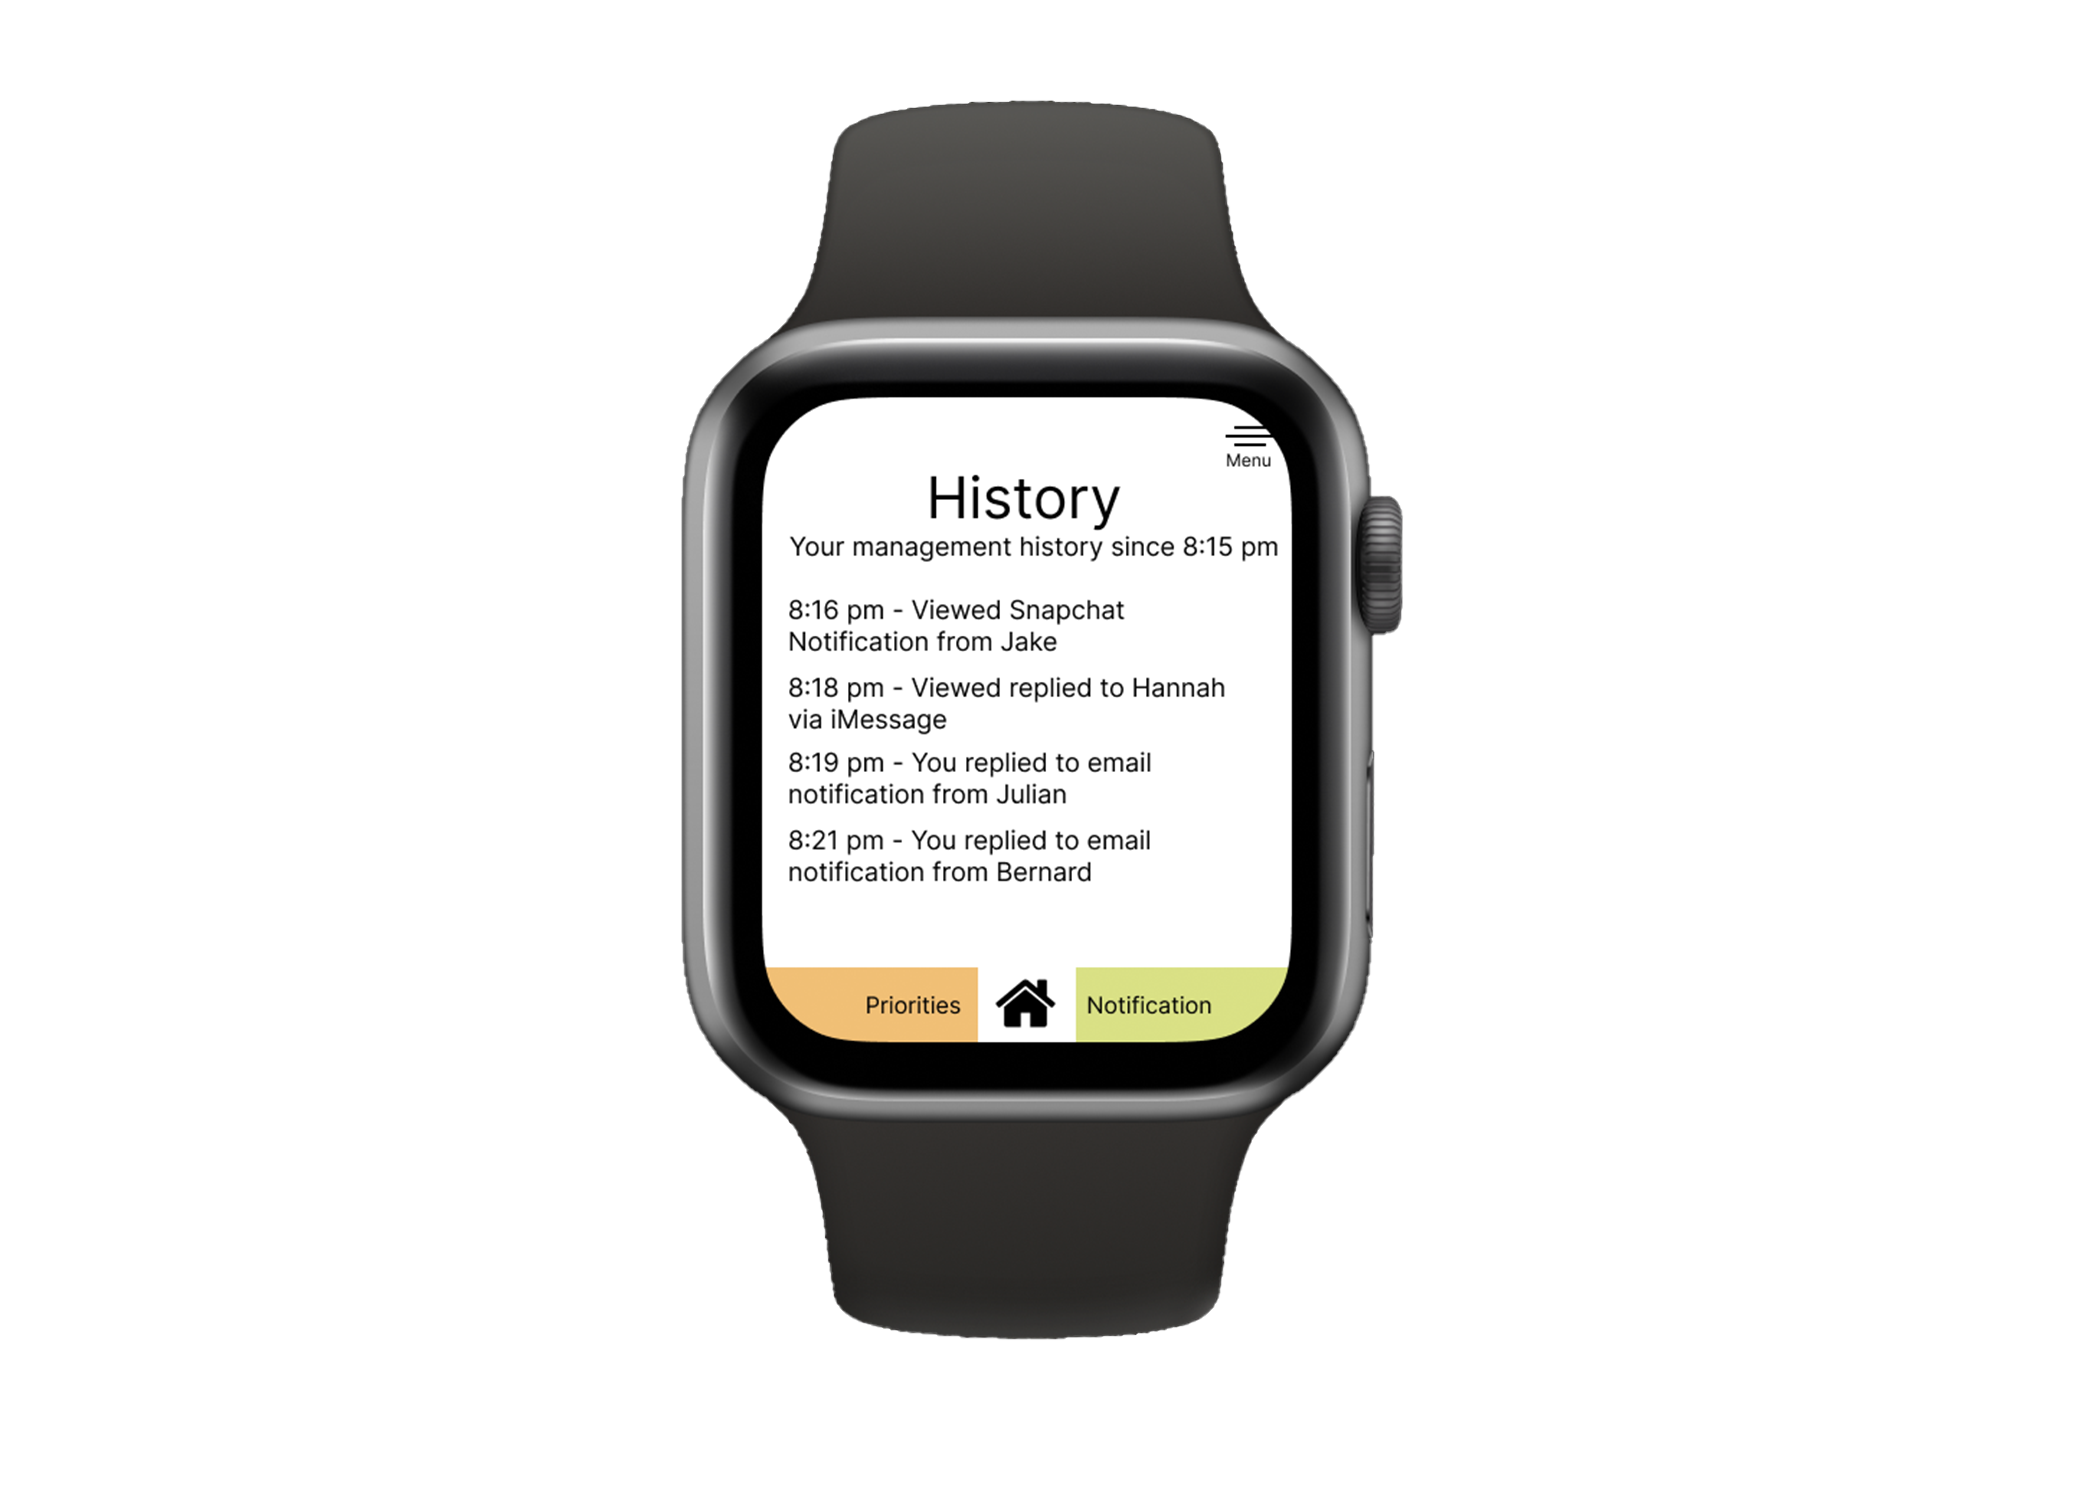 Menu
History
Your management history since 8:15 pm
8:16 pm - Viewed Snapchat
Notification from Jake
8:18 pm - Viewed replied to Hannah
via iMessage
8:19 pm - You replied to email
notification from Julian
8:21 pm - You replied to email
notification from Bernard
Priorities
Notification